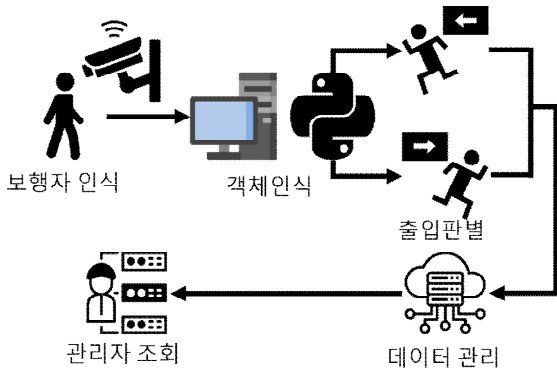 보행자 인식
객체인식
출입판별
관리자 조회
데이터 관리